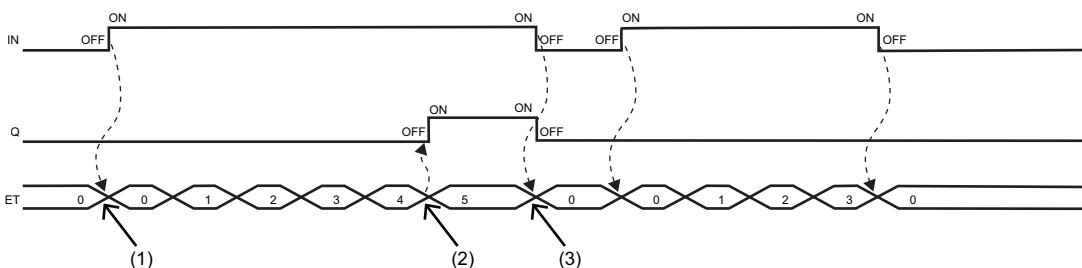 ON ON ON ON
IN OFF OFF OFF OFF
ON ON
Q OFF OFF
ET 0 0 1 2 3 4 5 0 0 1 2 3 0
(1) (2) (3)